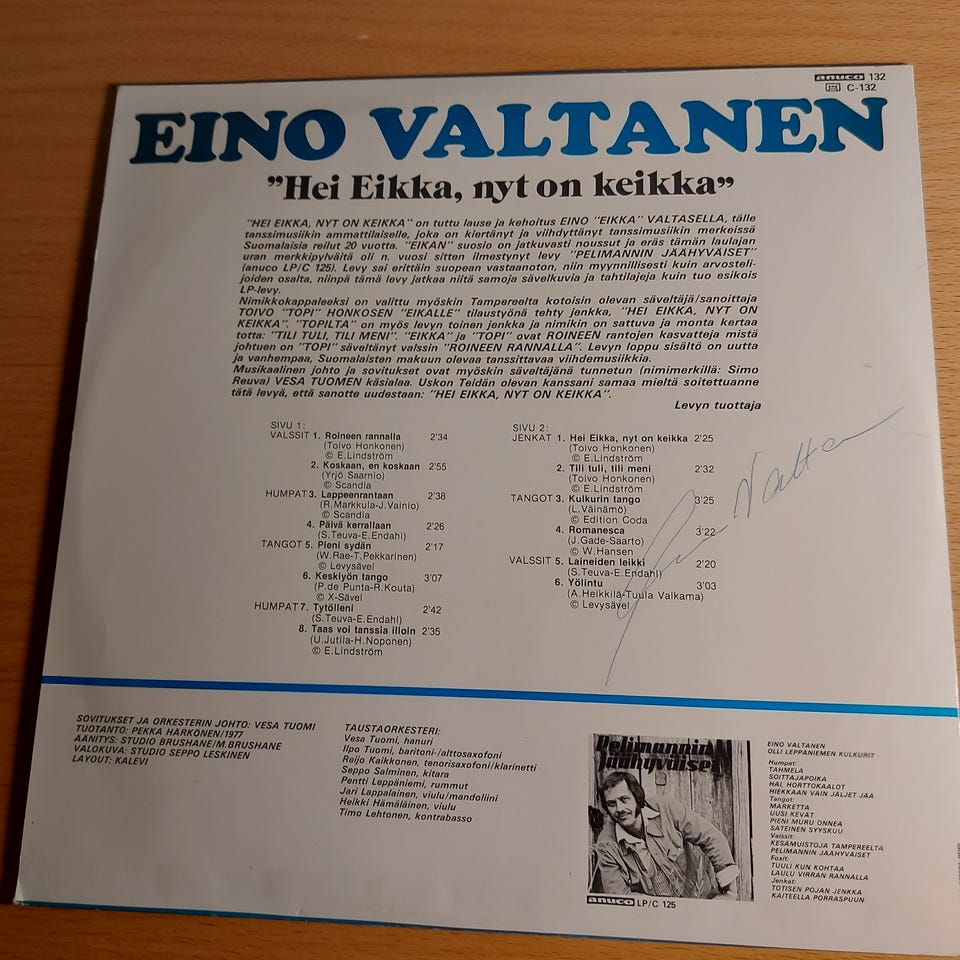 anuco 132
C-132
EINO VALTANEN
”Hei Eikka, nyt on keikka”
"HEI EIKKA, NYT ON KEIKKA" on tuttu lause ja kehoitus EINO "EIKKA" VALTASELLA, tälle
tanssimusiikin ammattilaiselle, joka on kiertänyt ja viihdyttänyt tanssimusiikin merkeissä
Suomalaisia reilut 20 vuotta. "EIKAN" suosio on jatkuvasti noussut ja eräs tämän laulajan
uran merkkipylväitä oli n. vuosi sitten ilmestynyt levy "PELIMANNIN JÄÄHYVÄISET"
(anuco LP/C 125). Levy sai erittäin suopean vastaanoton, niin myynnillisesti kuin arvosteli-
joiden osalta, niinpä tämä levy jatkaa niitä samoja sävelkuvia ja tahtilajeja kuin tuo esikois
LP-levy.
Nimikkokappaleeksi on valittu myöskin Tampereelta kotoisin olevan säveltäjä/sanoittaja
TOIVO "TOPI" HONKOSEN "EIKALLE" tilaustyönä tehty jenkka, "HEI EIKKA, NYT ON
KEIKKA". "TOPILTA" on myös levyn toinen jenkka ja nimikin on sattuva ja monta kertaa
totta: "TILI TULI, TILI MENI". "EIKKA" ja "TOPI" ovat ROINEEN rantojen kasvatteja mistä
johtuen on "TOPI" säveltänyt valssin "ROINEEN RANNALLA". Levyn loppu sisältö on uutta
ja vanhempaa, Suomalaisten makuun olevaa tanssittavaa viihdemusiikkia.
Musikaalinen johto ja sovitukset ovat myöskin säveltäjänä tunnetun (nimimerkillä: Simo
Reuva) VESA TUOMEN käsialaa. Uskon Teidän olevan kanssani samaa mieltä soitettuanne
tätä levyä, että sanotte uudestaan: "HEI EIKKA, NYT ON KEIKKA".
Levyn tuottaja
SIVU 1:
VALSSIT 1. Roineen rannalla 2'34
(Toivo Honkonen)
© E.Lindström
2. Koskaan, en koskaan 2'55
(Yrjö Saarnio)
© Scandia
HUMPAT 3. Lappeenrantaan 2'38
(R.Markkula-J.Vainio)
© Scandia
4. Päivä kerrallaan 2'26
(S.Teuva-E.Endahl)
TANGOT 5. Pieni sydän 2'17
(W.Rae-T.Pekkarinen)
© Levysävel
6. Keskiyön tango 3'07
(P.de Punta-R.Kouta)
© X-Sävel
HUMPAT 7. Tytölleni 2'42
(S.Teuva-E.Endahl)
8. Taas voi tanssia illoin 2'35
(U.Jutila-H.Noponen)
© E.Lindström
SIVU 2:
JENKAT 1. Hei Eikka, nyt on keikka 2'25
(Toivo Honkonen)
© E.Lindström
2. Tili tuli, tili meni 2'32
(Toivo Honkonen)
© E.Lindström
TANGOT 3. Kulkurin tango 3'25
(L.Väinämö)
© Edition Coda
4. Romanesca 3'22
(J.Gade-Saarto)
© W.Hansen
VALSSIT 5. Laineiden leikki 2'20
(S.Teuva-E.Endahl)
6. Yölintu 3'03
(A.Heikkilä-Tuula Valkama)
© Levysävel
SOVITUKSET JA ORKESTERIN JOHTO: VESA TUOMI
TUOTANTO: PEKKA HÄRKÖNEN/1977
ÄÄNITYS: STUDIO BRUSHANE/M.BRUSHANE
VALOKUVA: STUDIO SEPPO LESKINEN
LAYOUT: KALEVI
TAUSTAORKESTERI:
Vesa Tuomi, hanuri
Ilpo Tuomi, baritoni-/alttosaxofoni
Reijo Kaikkonen, tenorisaxofoni/klarinetti
Seppo Salminen, kitara
Pentti Leppäniemi, rummut
Jari Lappalainen, viulu/mandoliini
Heikki Hämäläinen, viulu
Timo Lehtonen, kontrabasso
Pelimannin
jäähyväiset
anuco LP/C 125
EINO VALTANEN
OLLI LEPPÄNIEMEN KULKURIT
Humpat:
TAHMELA
SOITTAJAPOIKA
HAI, HORTTOKAALOT
HIEKKAAN VAIN JÄLJET JÄÄ
Tangot:
MARKETTA
UUSI KEVÄT
PIENI MURU ONNEA
SATEINEN SYYSKUU
Valssit:
KESÄMUISTOJA TAMPEREELTA
PELIMANNIN JÄÄHYVÄISET
Foxit:
TUULI KUN KOHTAA
LAULU VIRRAN RANNALLA
Jenkat:
TOTISEN POJAN JENKKA
KAITEELLA PORRASPUUN